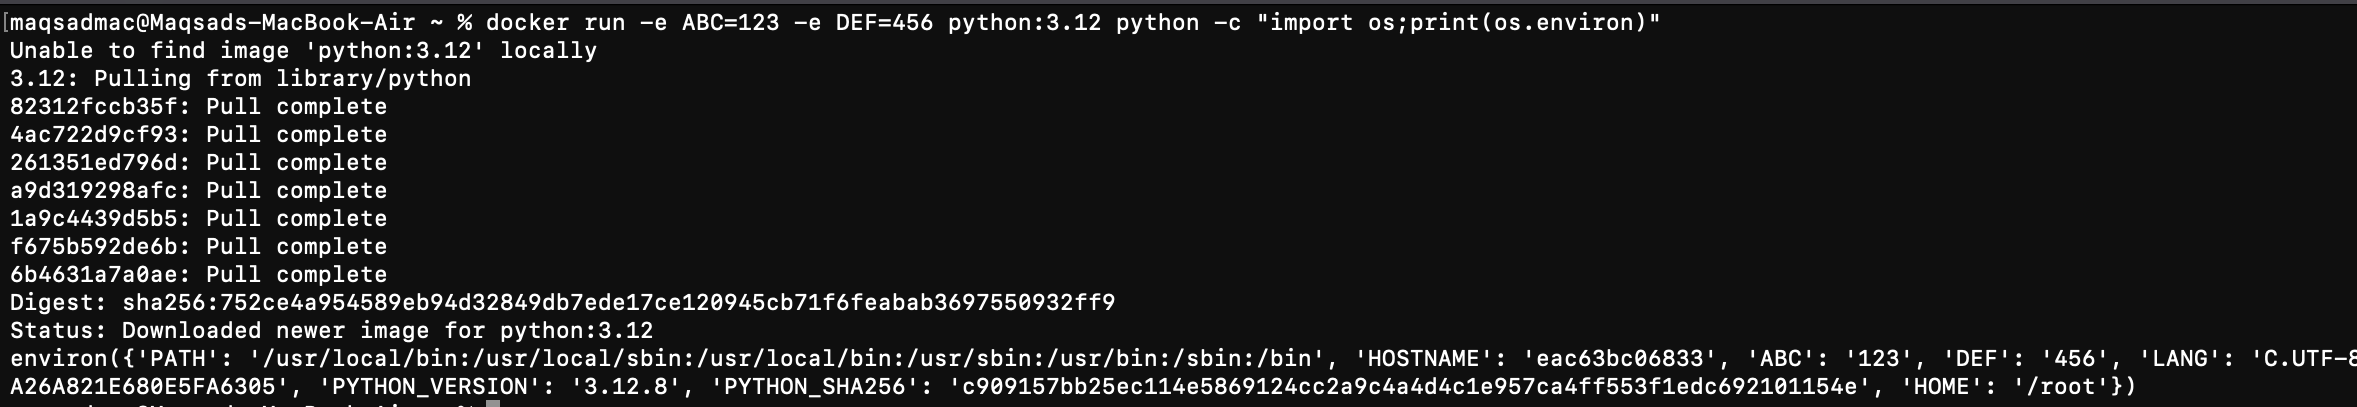 maqsadmac@Maqsads-MacBook-Air ~ % docker run -e ABC=123 -e DEF=456 python:3.12 python -c "import os;print(os.environ)"
Unable to find image 'python:3.12' locally
3.12: Pulling from library/python
82312fccb35f: Pull complete
4ac722d9cf93: Pull complete
261351ed796d: Pull complete
a9d319298afc: Pull complete
1a9c4439d5b5: Pull complete
f675b592de6b: Pull complete
6b4631a7a0ae: Pull complete
Digest: sha256:752ce4a954589eb94d32849db7ede17ce120945cb71f6feabab3697550932ff9
Status: Downloaded newer image for python:3.12
environ({'PATH': '/usr/local/bin:/usr/local/sbin:/usr/local/bin:/usr/sbin:/usr/bin:/sbin:/bin', 'HOSTNAME': 'eac63bc06833', 'ABC': '123', 'DEF': '456', 'LANG': 'C.UTF-8
A26A821E680E5FA6305', 'PYTHON_VERSION': '3.12.8', 'PYTHON_SHA256': 'c909157bb25ec114e5869124cc2a9c4a4d4c1e957ca4ff553f1edc692101154e', 'HOME': '/root'})